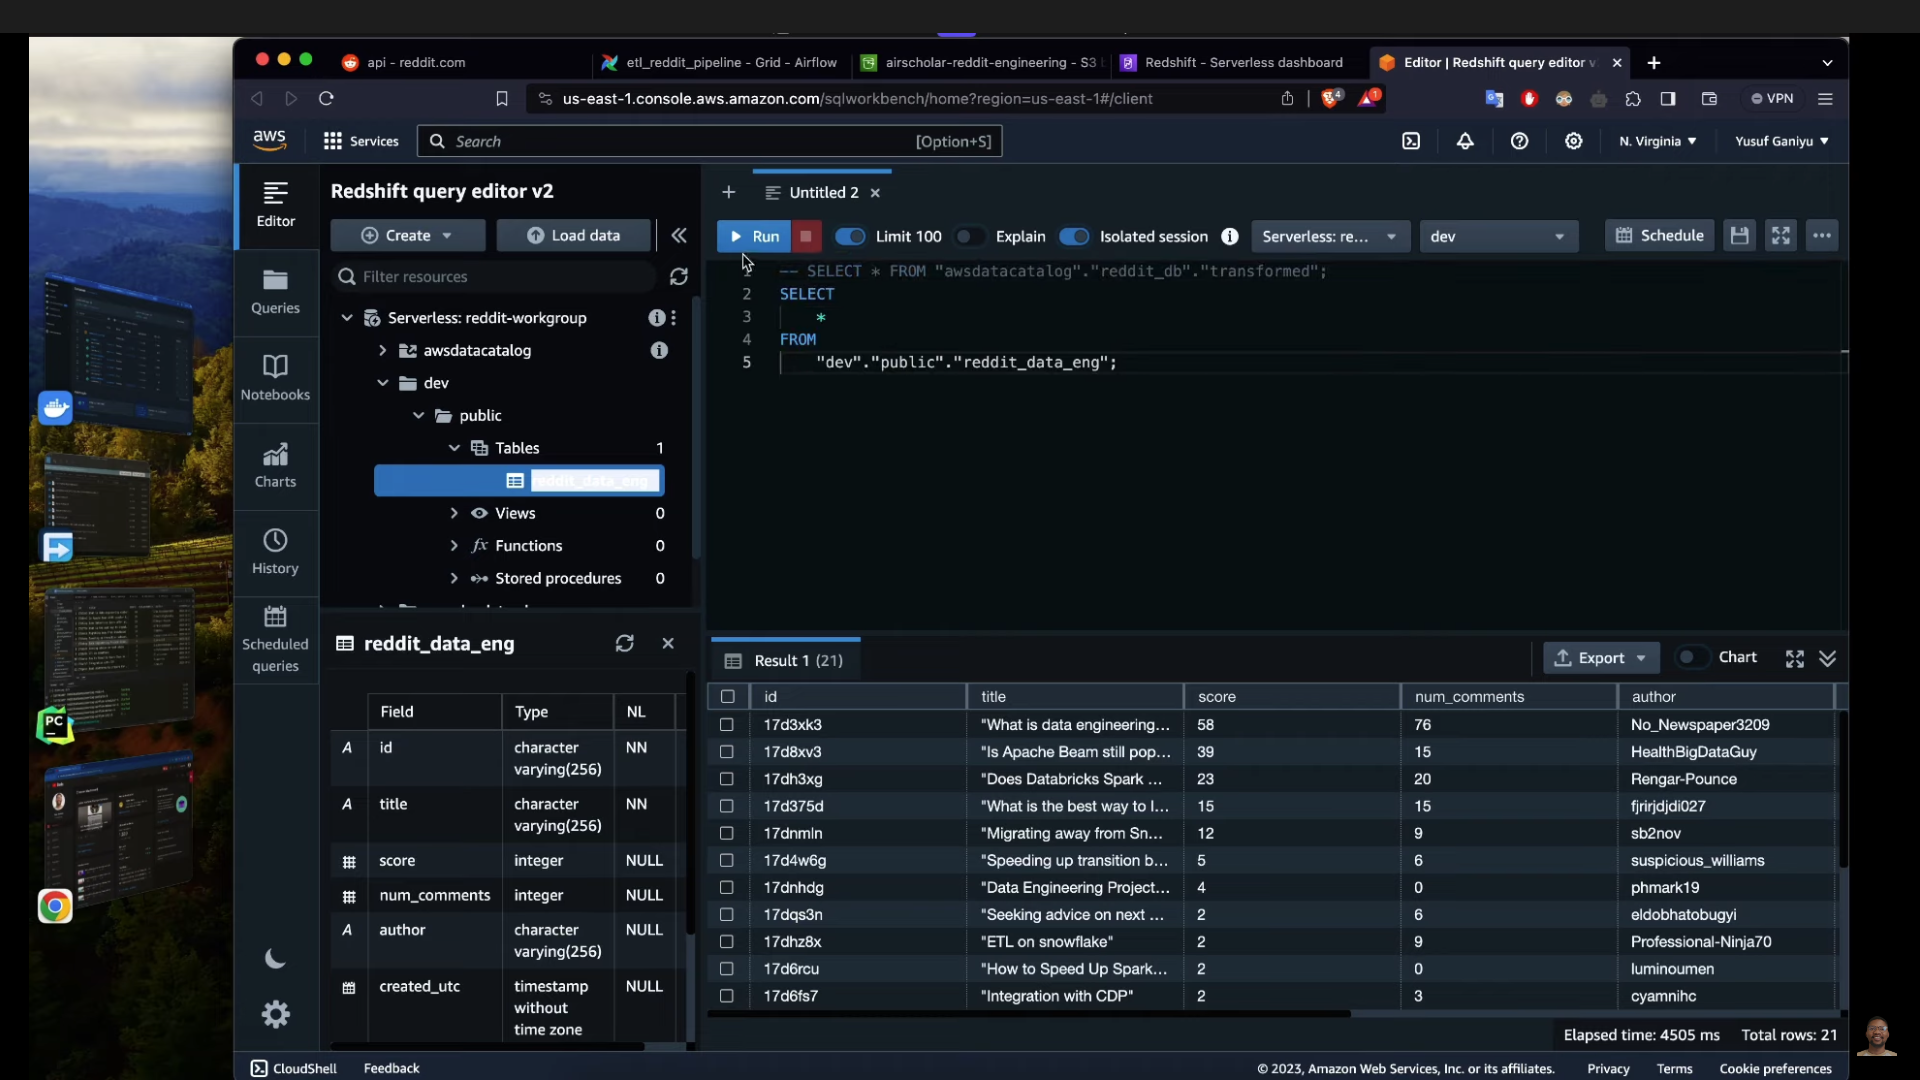 api - reddit.com
etl_reddit_pipeline - Grid - Airflow
airscholar-reddit-engineering - S3 b
Redshift - Serverless dashboard
Editor | Redshift query editor v
us-east-1.console.aws.amazon.com/sqlworkbench/home?region=us-east-1#/client
4
1
VPN
aws
Services
Search
[Option+S]
N. Virginia
Yusuf Ganiyu
Editor
Queries
Notebooks
Charts
History
Scheduled
queries
Redshift query editor v2
Create
Load data
Filter resources
Serverless: reddit-workgroup
awsdatacatalog
dev
public
Tables 1
reddit_data_eng
Views 0
fx Functions 0
Stored procedures 0
Untitled 2
Run
Limit 100
Explain
Isolated session
Serverless: re...
dev
Schedule
1 -- SELECT * FROM "awsdatacatalog"."reddit_db"."transformed";
2 SELECT
3 *
4 FROM
5 "dev"."public"."reddit_data_eng";
reddit_data_eng
Field Type NL
A id character varying(256) NN
A title character varying(256) NN
score integer NULL
num_comments integer NULL
A author character varying(256) NULL
created_utc timestamp without time zone NULL
Result 1 (21)
Export
Chart
id title score num_comments author
17d3xk3 "What is data engineering... 58 76 No_Newspaper3209
17d8xv3 "Is Apache Beam still pop... 39 15 HealthBigDataGuy
17dh3xg "Does Databricks Spark ... 23 20 Rengar-Pounce
17d375d "What is the best way to l... 15 15 fjrirjdjdi027
17dnmln "Migrating away from Sn... 12 9 sb2nov
17d4w6g "Speeding up transition b... 5 6 suspicious_williams
17dnhdg "Data Engineering Project... 4 0 phmark19
17dqs3n "Seeking advice on next ... 2 6 eldobhatobugyi
17dhz8x "ETL on snowflake" 2 9 Professional-Ninja70
17d6rcu "How to Speed Up Spark... 2 0 luminoumen
17d6fs7 "Integration with CDP" 2 3 cyamnihc
Elapsed time: 4505 ms Total rows: 21
CloudShell
Feedback
© 2023, Amazon Web Services, Inc. or its affiliates.
Privacy
Terms
Cookie preferences
PC